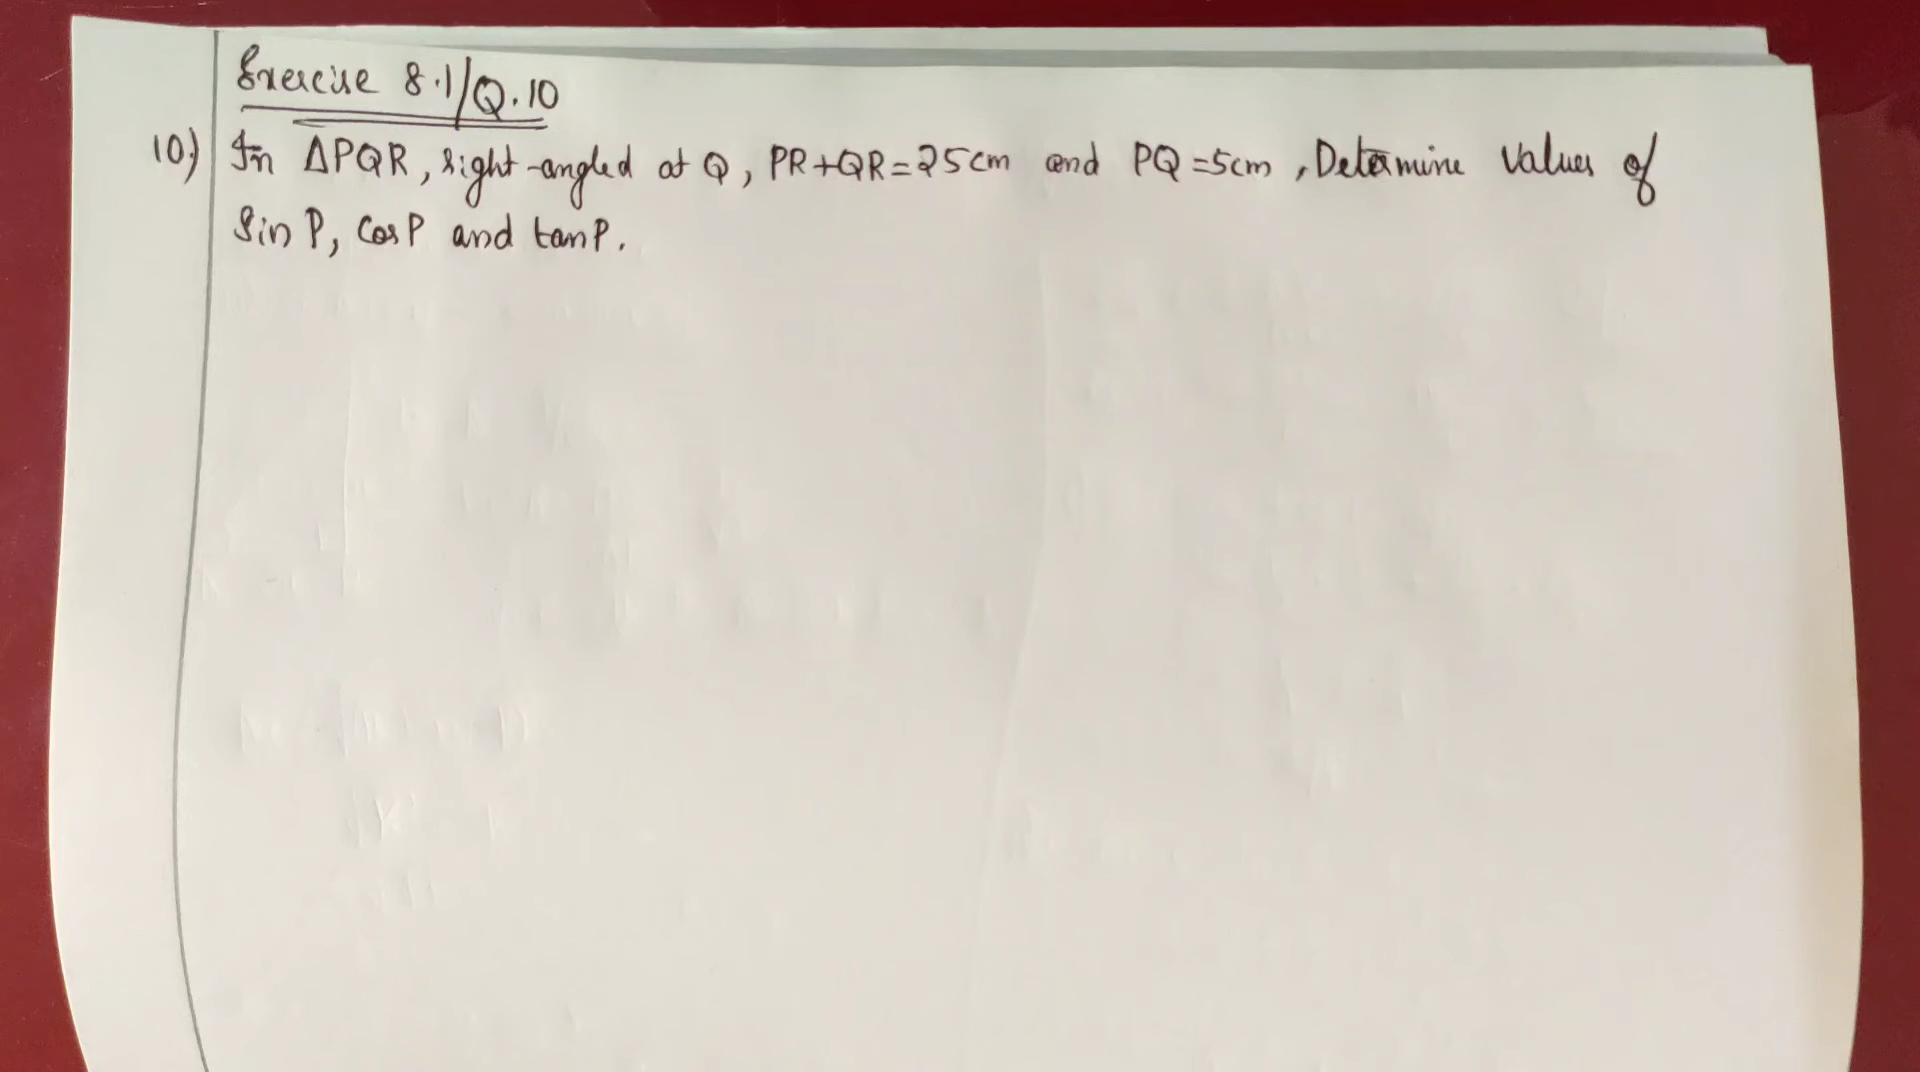 Exercise 8.1/Q.10
10.) In ΔPQR, right-angled at Q, PR+QR=25cm and PQ=5cm, Determine values of
Sin P, Cos P and tanP.